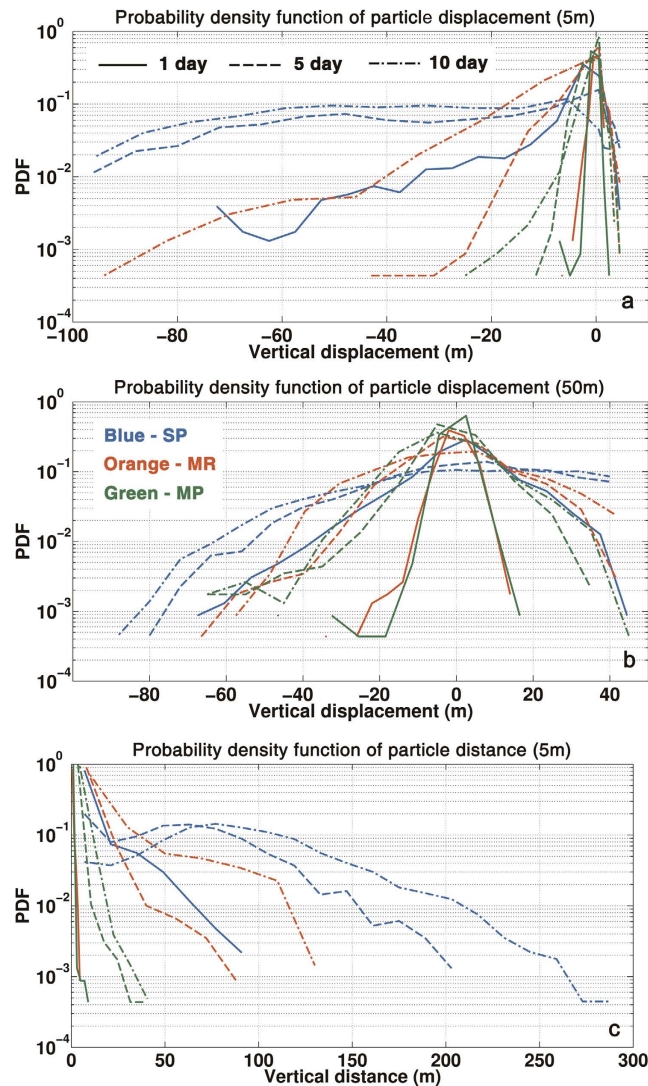 Probability density function of particle displacement (5m)
10^0
1 day
5 day
10 day
10^-1
PDF
10^-2
10^-3
10^-4
a
-100
-80
-60
-40
-20
0
Vertical displacement (m)
Probability density function of particle displacement (50m)
10^0
Blue - SP
10^-1
Orange - MR
Green - MP
PDF
10^-2
10^-3
10^-4
b
-80
-60
-40
-20
0
20
40
Vertical displacement (m)
Probability density function of particle distance (5m)
10^0
10^-1
PDF
10^-2
10^-3
10^-4
c
0
50
100
150
200
250
300
Vertical distance (m)